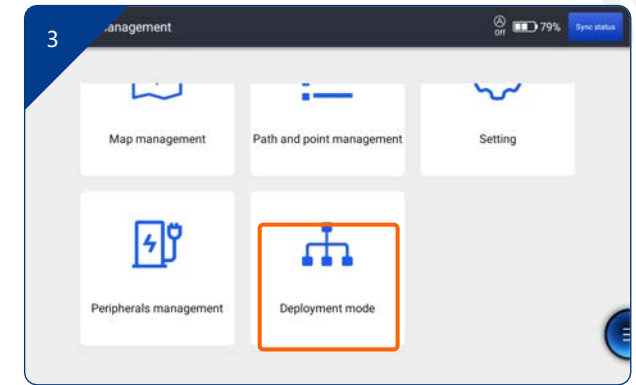 3
anagement
off
79%
Sync status
Map management
Path and point management
Setting
Peripherals management
Deployment mode